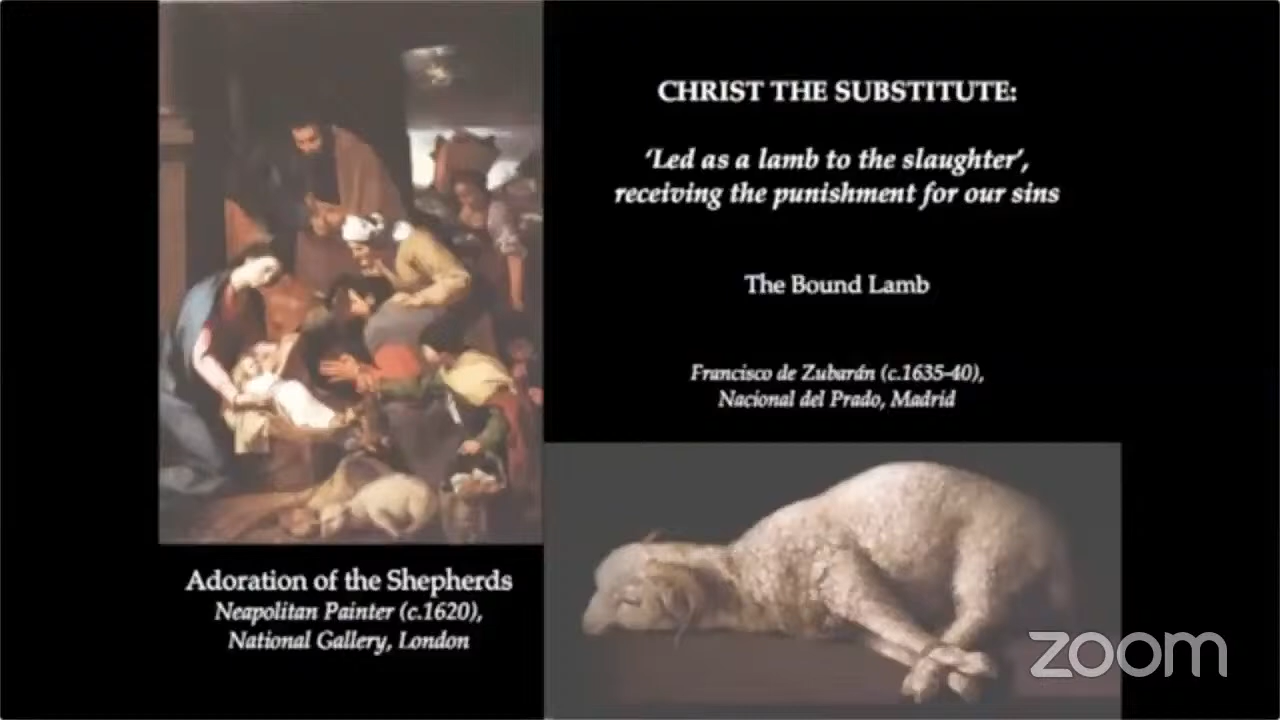 CHRIST THE SUBSTITUTE:
‘Led as a lamb to the slaughter’,
receiving the punishment for our sins
The Bound Lamb
Francisco de Zubarán (c.1635-40),
Nacional del Prado, Madrid
Adoration of the Shepherds
Neapolitan Painter (c.1620),
National Gallery, London
zoom